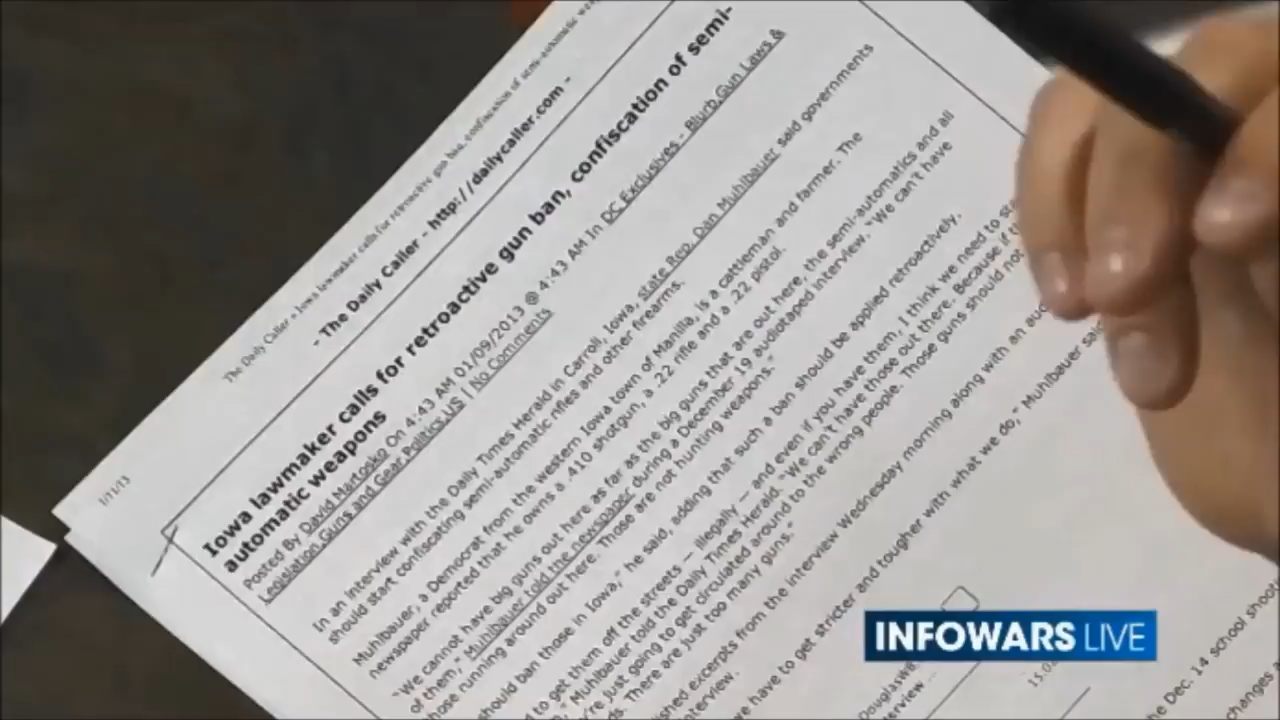 The Daily Caller » Iowa lawmaker calls for retroactive gun ban, confiscation of semi-automatic
- The Daily Caller - http://dailycaller.com -
Iowa lawmaker calls for retroactive gun ban, confiscation of semi-
automatic weapons
Posted By David Martosko On 4:43 AM 01/09/2013 @ 4:43 AM In DC Exclusives - Blurb,Gun Laws &
Legislation,Guns and Gear,Politics,US | No Comments
In an interview with the Daily Times Herald in Carroll, Iowa, state Rep. Dan Muhlbauer said governments
should start confiscating semi-automatic rifles and other firearms.
Muhlbauer, a Democrat from the western Iowa town of Manilla, is a cattleman and farmer. The
newspaper reported that he owns a .410 shotgun, a .22 rifle and a .22 pistol.
"We cannot have big guns out here as far as the big guns that are out here, the semi-automatics and all
of them," Muhlbauer told the newspaper during a December 19 audiotaped interview. "We can't have
those running around out here. Those are not hunting weapons."
should ban those in Iowa," he said, adding that such a ban should be applied retroactively.
to get them off the streets — illegally — and even if you have them, I think we need to
," Muhlbauer told the Daily Times Herald. "We can't have those out there. Because if
going to get circulated around to the wrong people. Those guns should not
There are just too many guns."
excerpts from the interview Wednesday morning along with an
interview.
have to get stricter and tougher with what we do," Muhlbauer said
Dec. 14 school
changes
1/11/13
INFOWARS LIVE